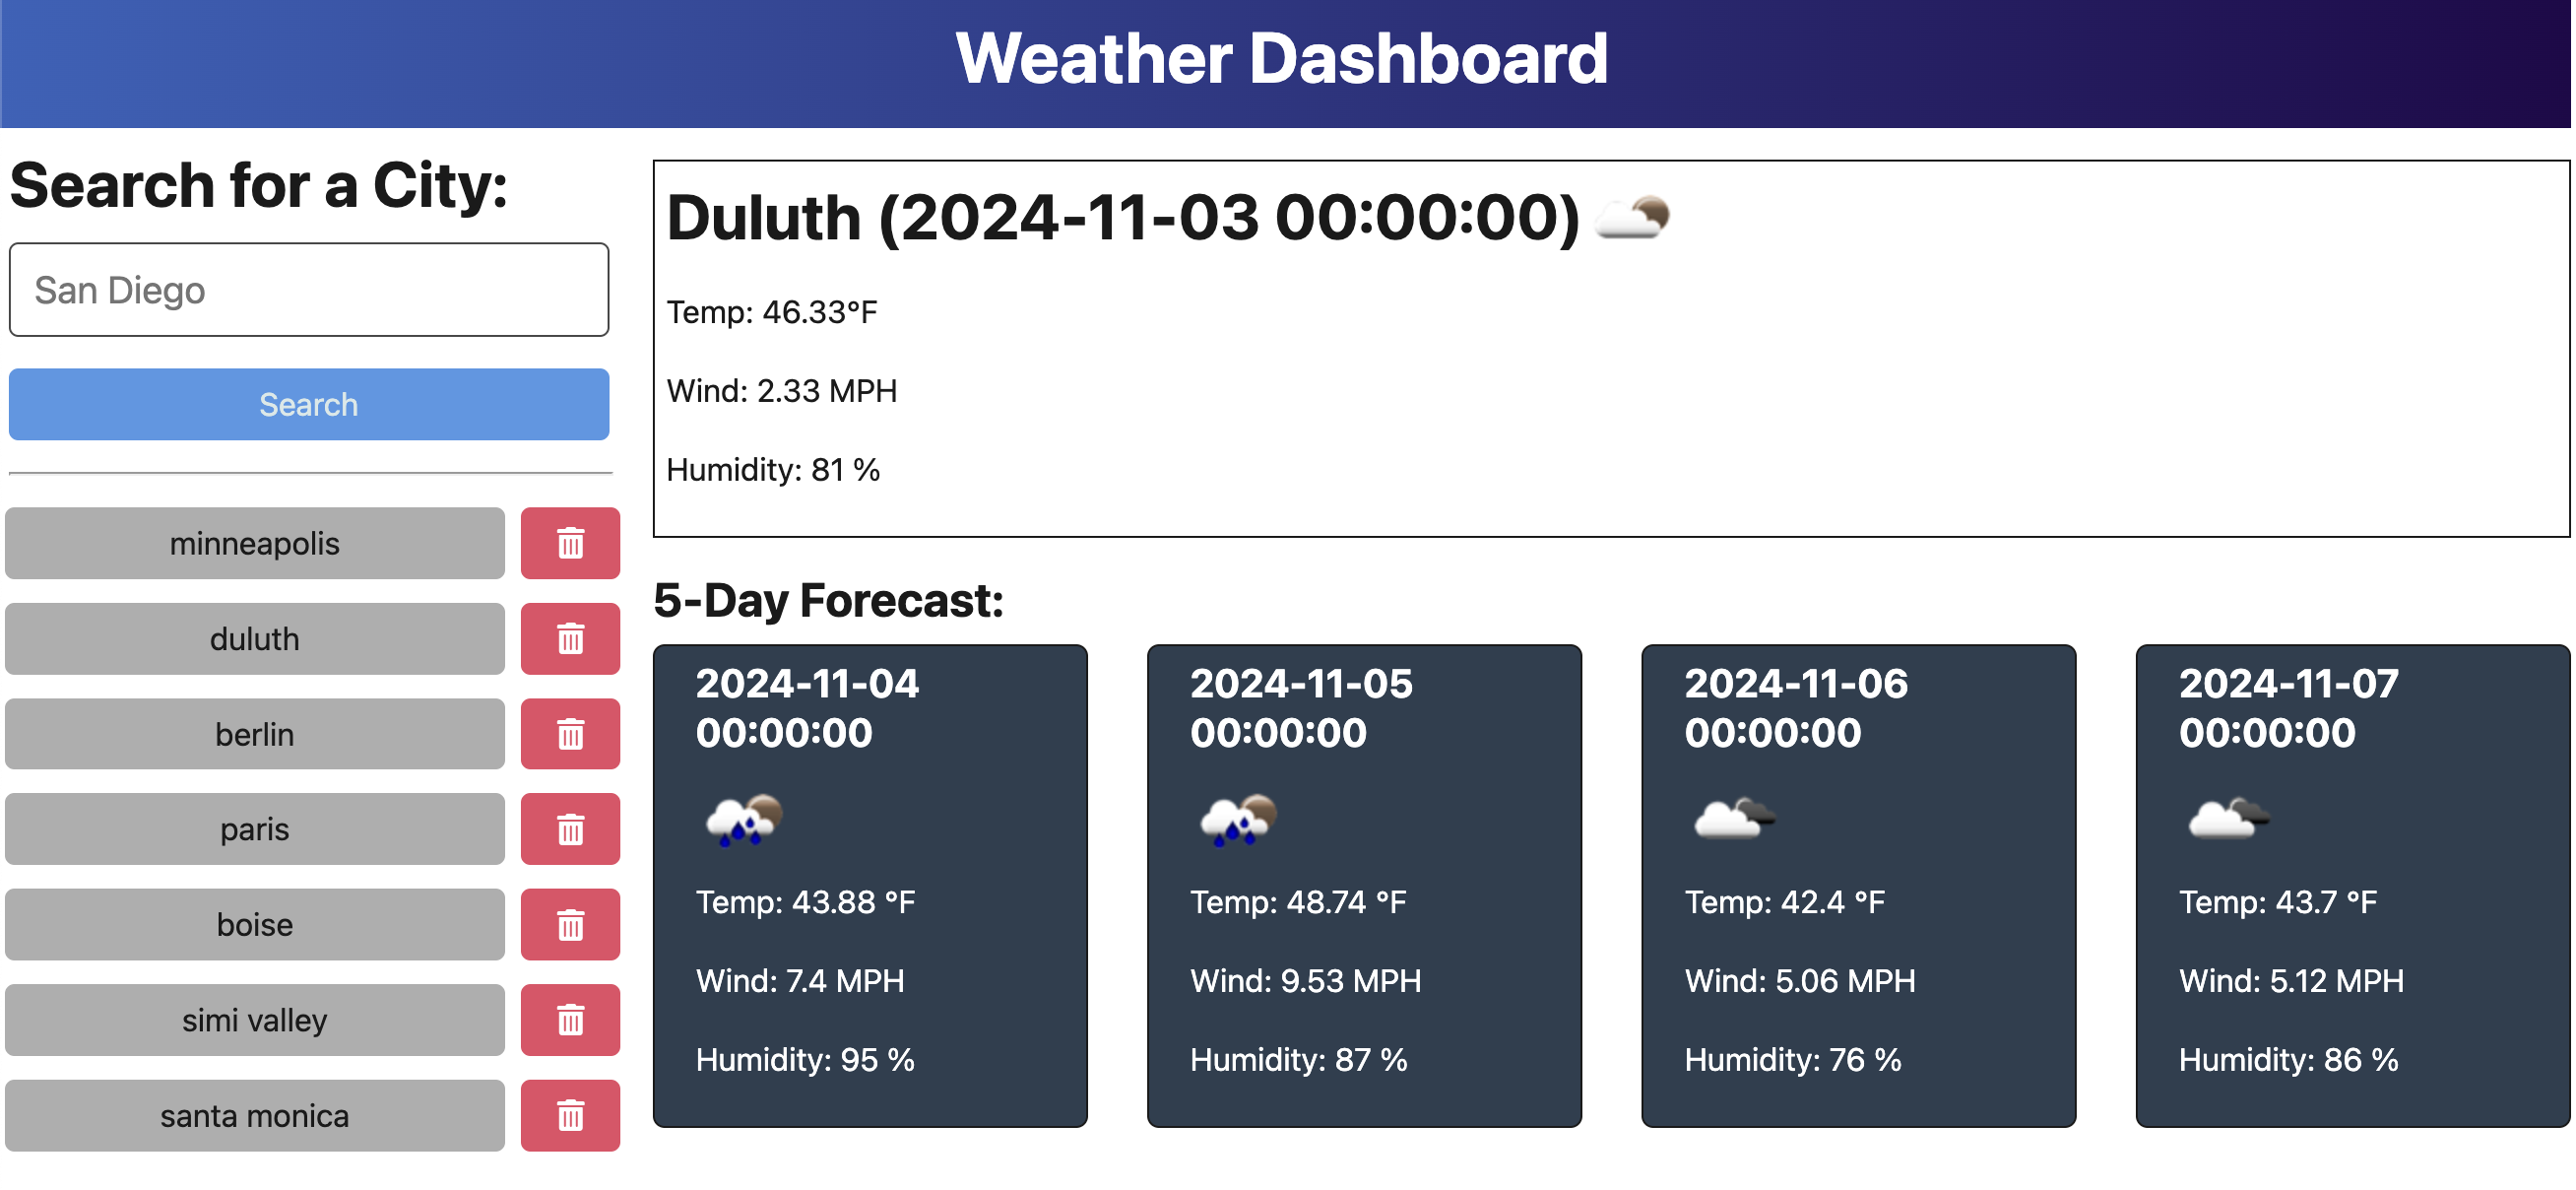 Weather Dashboard
Search for a City:
San Diego
Search
minneapolis
duluth
berlin
paris
boise
simi valley
santa monica
Duluth (2024-11-03 00:00:00)
Temp: 46.33°F
Wind: 2.33 MPH
Humidity: 81 %
5-Day Forecast:
2024-11-04
00:00:00
Temp: 43.88 °F
Wind: 7.4 MPH
Humidity: 95 %
2024-11-05
00:00:00
Temp: 48.74 °F
Wind: 9.53 MPH
Humidity: 87 %
2024-11-06
00:00:00
Temp: 42.4 °F
Wind: 5.06 MPH
Humidity: 76 %
2024-11-07
00:00:00
Temp: 43.7 °F
Wind: 5.12 MPH
Humidity: 86 %